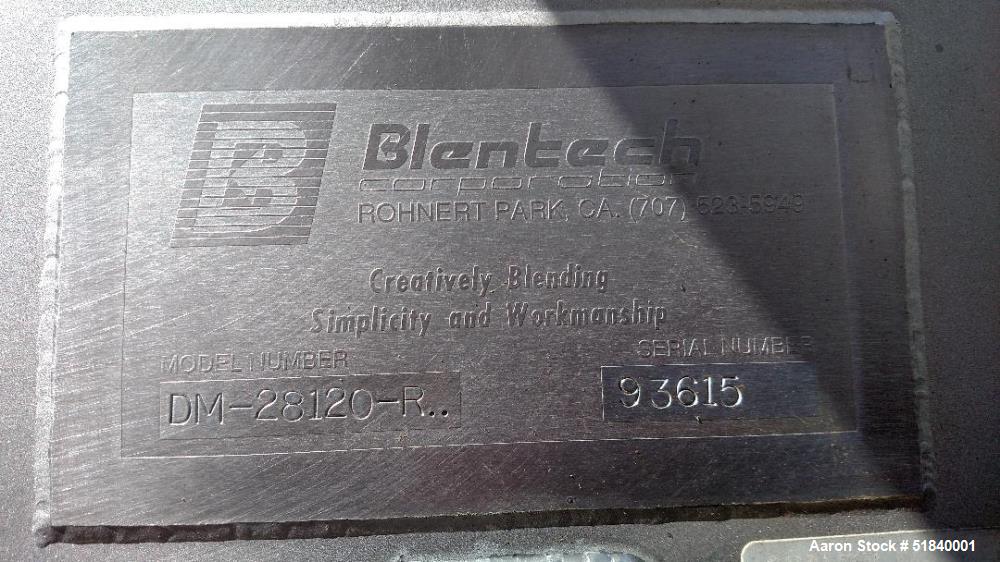 Blentech
corporation
ROHNERT PARK, CA. (707) 523-5949
Creatively Blending
Simplicity and Workmanship
MODEL NUMBER
SERIAL NUMBER
DM-28120-R..
93615
Aaron Stock # 51840001